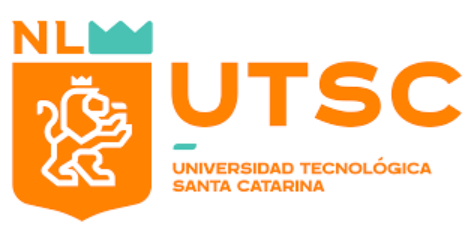 NL
UTSC
UNIVERSIDAD TECNOLÓGICA
SANTA CATARINA